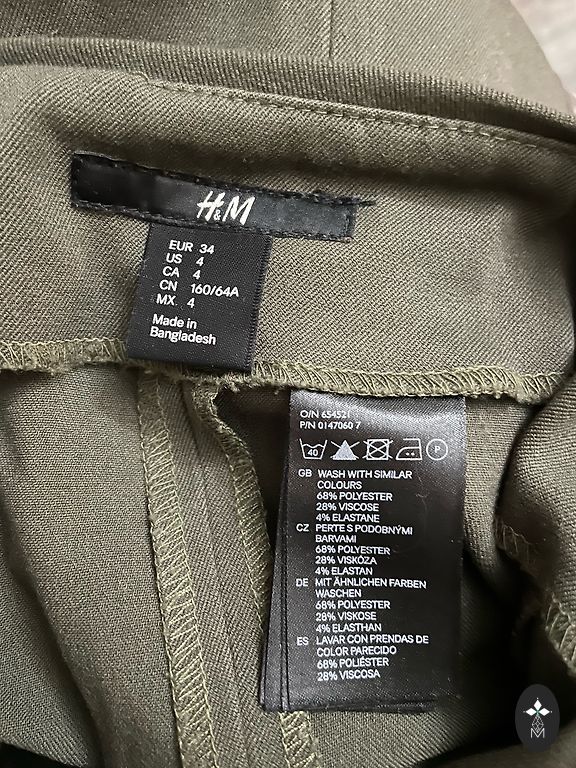 H&M
EUR 34
US 4
CA 4
CN 160/64A
MX. 4
Made in
Bangladesh
O/N 654521
P/N 0147060 7
40 P
GB WASH WITH SIMILAR
COLOURS
68% POLYESTER
28% VISCOSE
4% ELASTANE
CZ PERTE S PODOBNÝMI
BARVAMI
68% POLYESTER
28% VISKÓZA
4% ELASTAN
DE MIT ÄHNLICHEN FARBEN
WASCHEN
68% POLYESTER
28% VISKOSE
4% ELASTHAN
ES LAVAR CON PRENDAS DE
COLOR PARECIDO
68% POLIÉSTER
28% VISCOSA
M